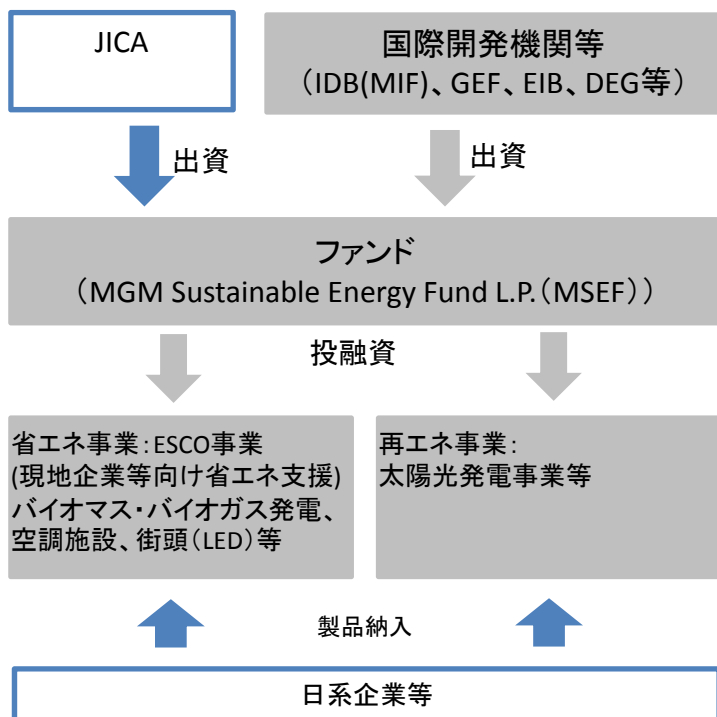 JICA
国際開発機関等
（IDB(MIF)、GEF、EIB、DEG等）
出資
出資
ファンド
（MGM Sustainable Energy Fund L.P.（MSEF））
投融資
省エネ事業：ESCO事業
(現地企業等向け省エネ支援)
バイオマス・バイオガス発電、
空調施設、街頭（LED）等
再エネ事業：
太陽光発電事業等
製品納入
日系企業等